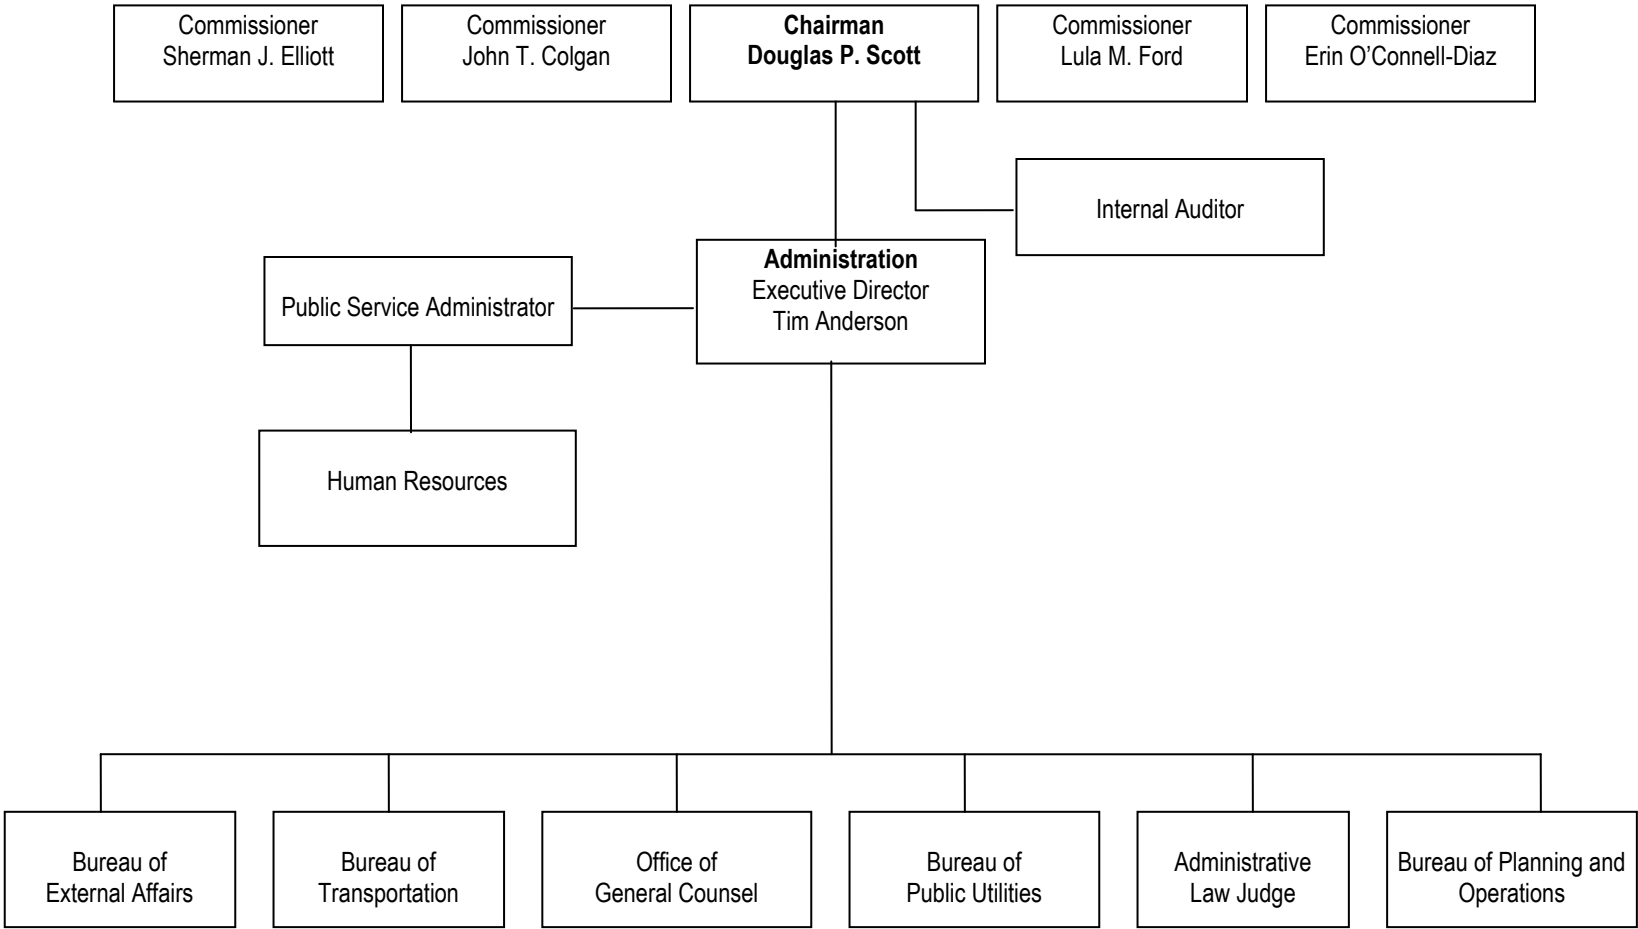 Commissioner
Sherman J. Elliott
Commissioner
John T. Colgan
Chairman
Douglas P. Scott
Commissioner
Lula M. Ford
Commissioner
Erin O’Connell-Diaz
Internal Auditor
Administration
Executive Director
Tim Anderson
Public Service Administrator
Human Resources
Bureau of
External Affairs
Bureau of
Transportation
Office of
General Counsel
Bureau of
Public Utilities
Administrative
Law Judge
Bureau of Planning and
Operations